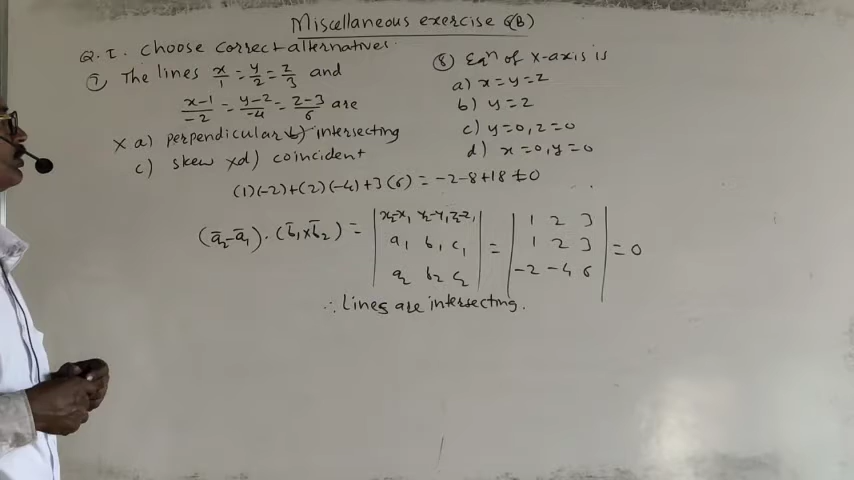 Miscellaneous exercise 6(B)
Q.I. Choose correct alternatives.
⑦ The lines x/1 = y/2 = z/3 and
(x-1)/-2 = (y-2)/-4 = (z-3)/6 are
× a) perpendicular b) intersecting
c) skew × d) coincident
⑧ Eqⁿ of X-axis is
a) x=y=z
b) y=z
c) y=0, z=0
d) x=0, y=0
(1)(-2)+(2)(-4)+3(6) = -2-8+18 ≠ 0
(a̅₂-a̅₁)·(b̅₁×b̅₂) = | x₂-x₁ y₂-y₁ z₂-z₁ | = | 1 2 3 | = 0
| a₁ b₁ c₁ | | 1 2 3 |
| a₂ b₂ c₂ | | -2 -4 6 |
∴ Lines are intersecting.